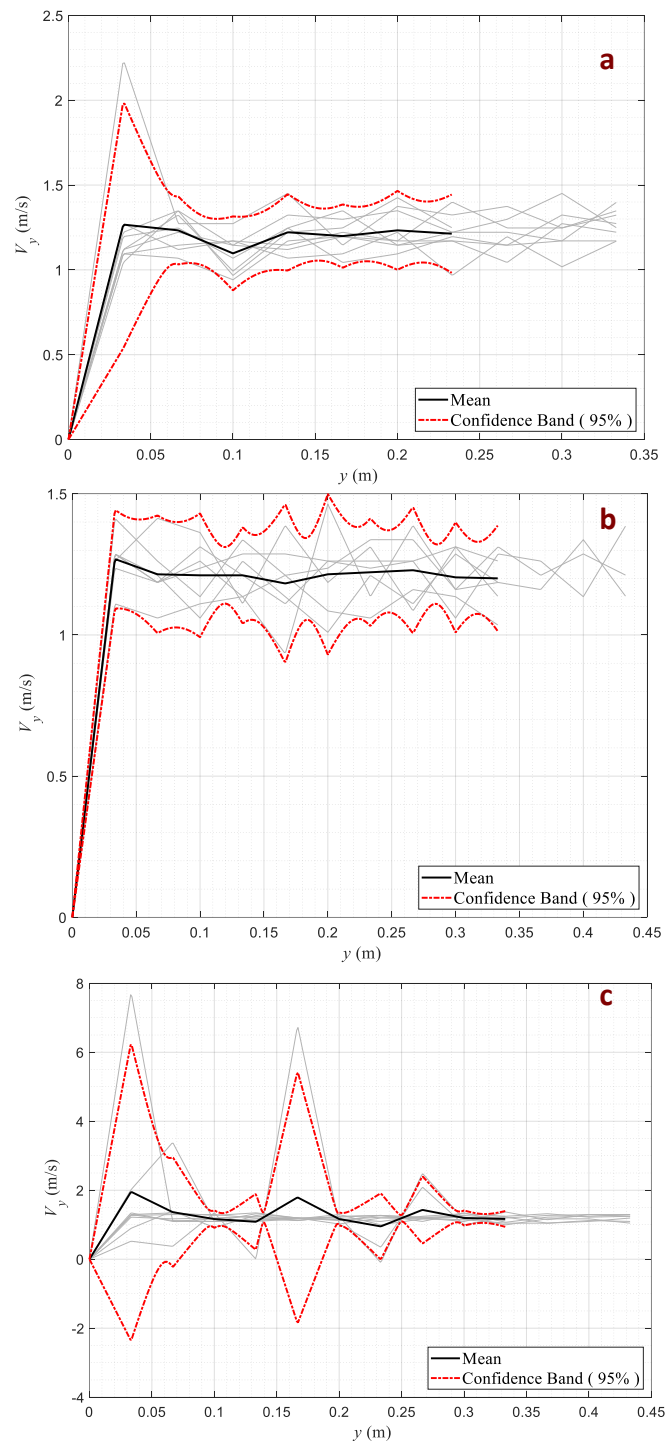 a
2.5
2
1.5
1
0.5
0
V_y (m/s)
Mean
Confidence Band ( 95% )
0 0.05 0.1 0.15 0.2 0.25 0.3 0.35
y (m)
b
1.5
1
0.5
0
V_y (m/s)
Mean
Confidence Band ( 95% )
0 0.05 0.1 0.15 0.2 0.25 0.3 0.35 0.4 0.45
y (m)
c
8
6
4
2
0
-2
-4
V_y (m/s)
Mean
Confidence Band ( 95% )
0 0.05 0.1 0.15 0.2 0.25 0.3 0.35 0.4 0.45
y (m)